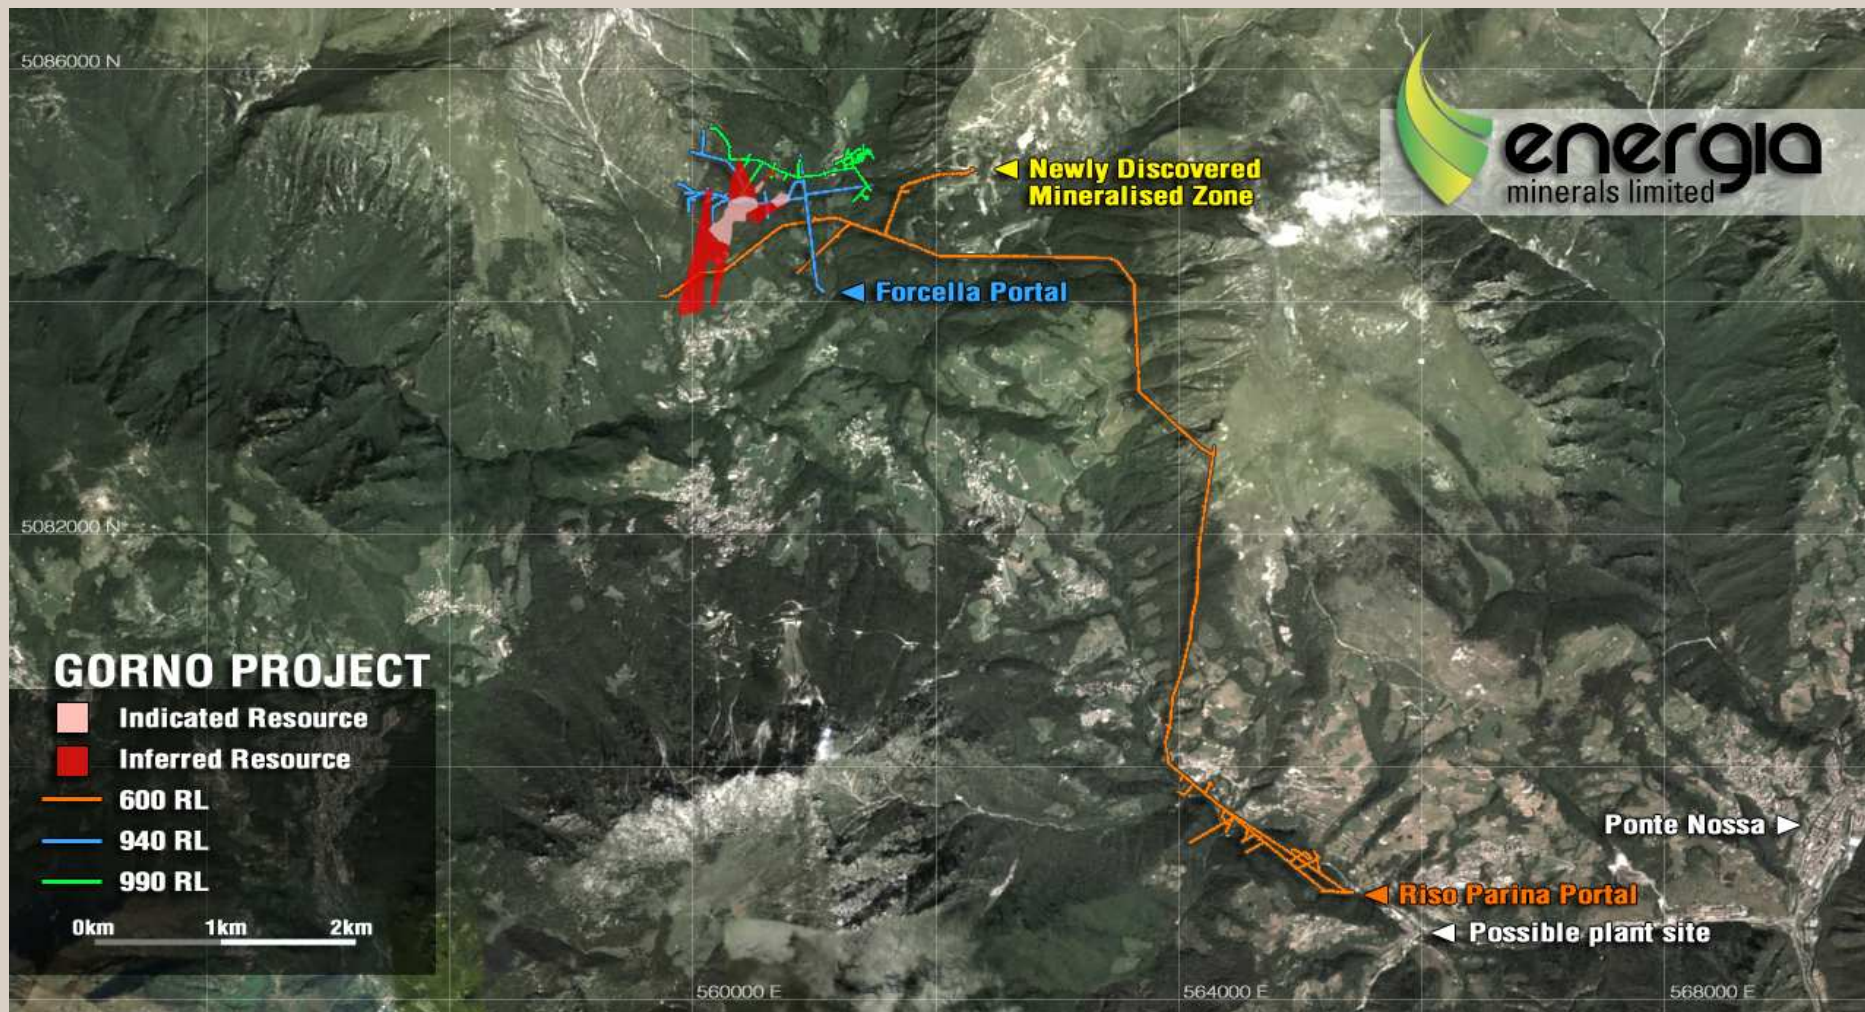 5086000 N
energia
minerals limited
Newly Discovered
Mineralised Zone
Forcella Portal
5082000 N
GORNO PROJECT
Indicated Resource
Inferred Resource
600 RL
940 RL
990 RL
0km 1km 2km
Ponte Nossa
Riso Parina Portal
Possible plant site
560000 E
564000 E
568000 E